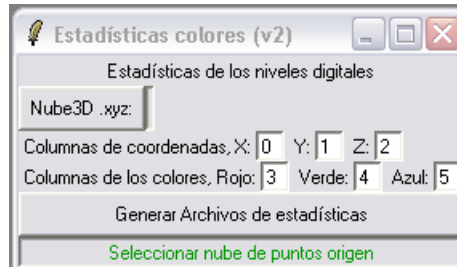 Estadísticas colores (v2)
Estadísticas de los niveles digitales
Nube3D .xyz:
Columnas de coordenadas, X: 0 Y: 1 Z: 2
Columnas de los colores, Rojo: 3 Verde: 4 Azul: 5
Generar Archivos de estadísticas
Seleccionar nube de puntos origen